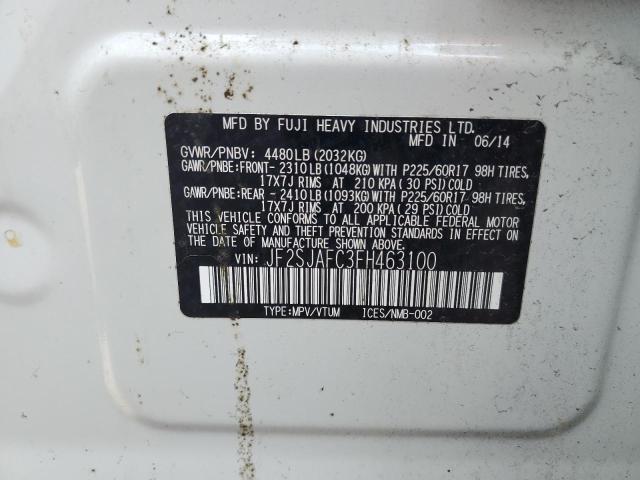 MFD BY FUJI HEAVY INDUSTRIES LTD.
MFD IN 06/14
GVWR/PNBV: 4480LB(2032KG)
GAWR/PNBE:FRONT- 2310LB(1048KG)WITH P225/60R17 98H TIRES,
17X7J RIMS AT 210 KPA(30 PSI)COLD
GAWR/PNBE:REAR - 2410LB(1093KG)WITH P225/60R17 98H TIRES,
17X7J RIMS AT 200 KPA(29 PSI)COLD
THIS VEHICLE CONFORMS TO ALL APPLICABLE FEDERAL MOTOR
VEHICLE SAFETY AND THEFT PREVENTION STANDARDS IN EFFECT
ON THE DATE OF MANUFACTURE SHOWN ABOVE.
VIN: JF2SJAFC3FH463100
TYPE:MPV/VTUM ICES/NMB-002